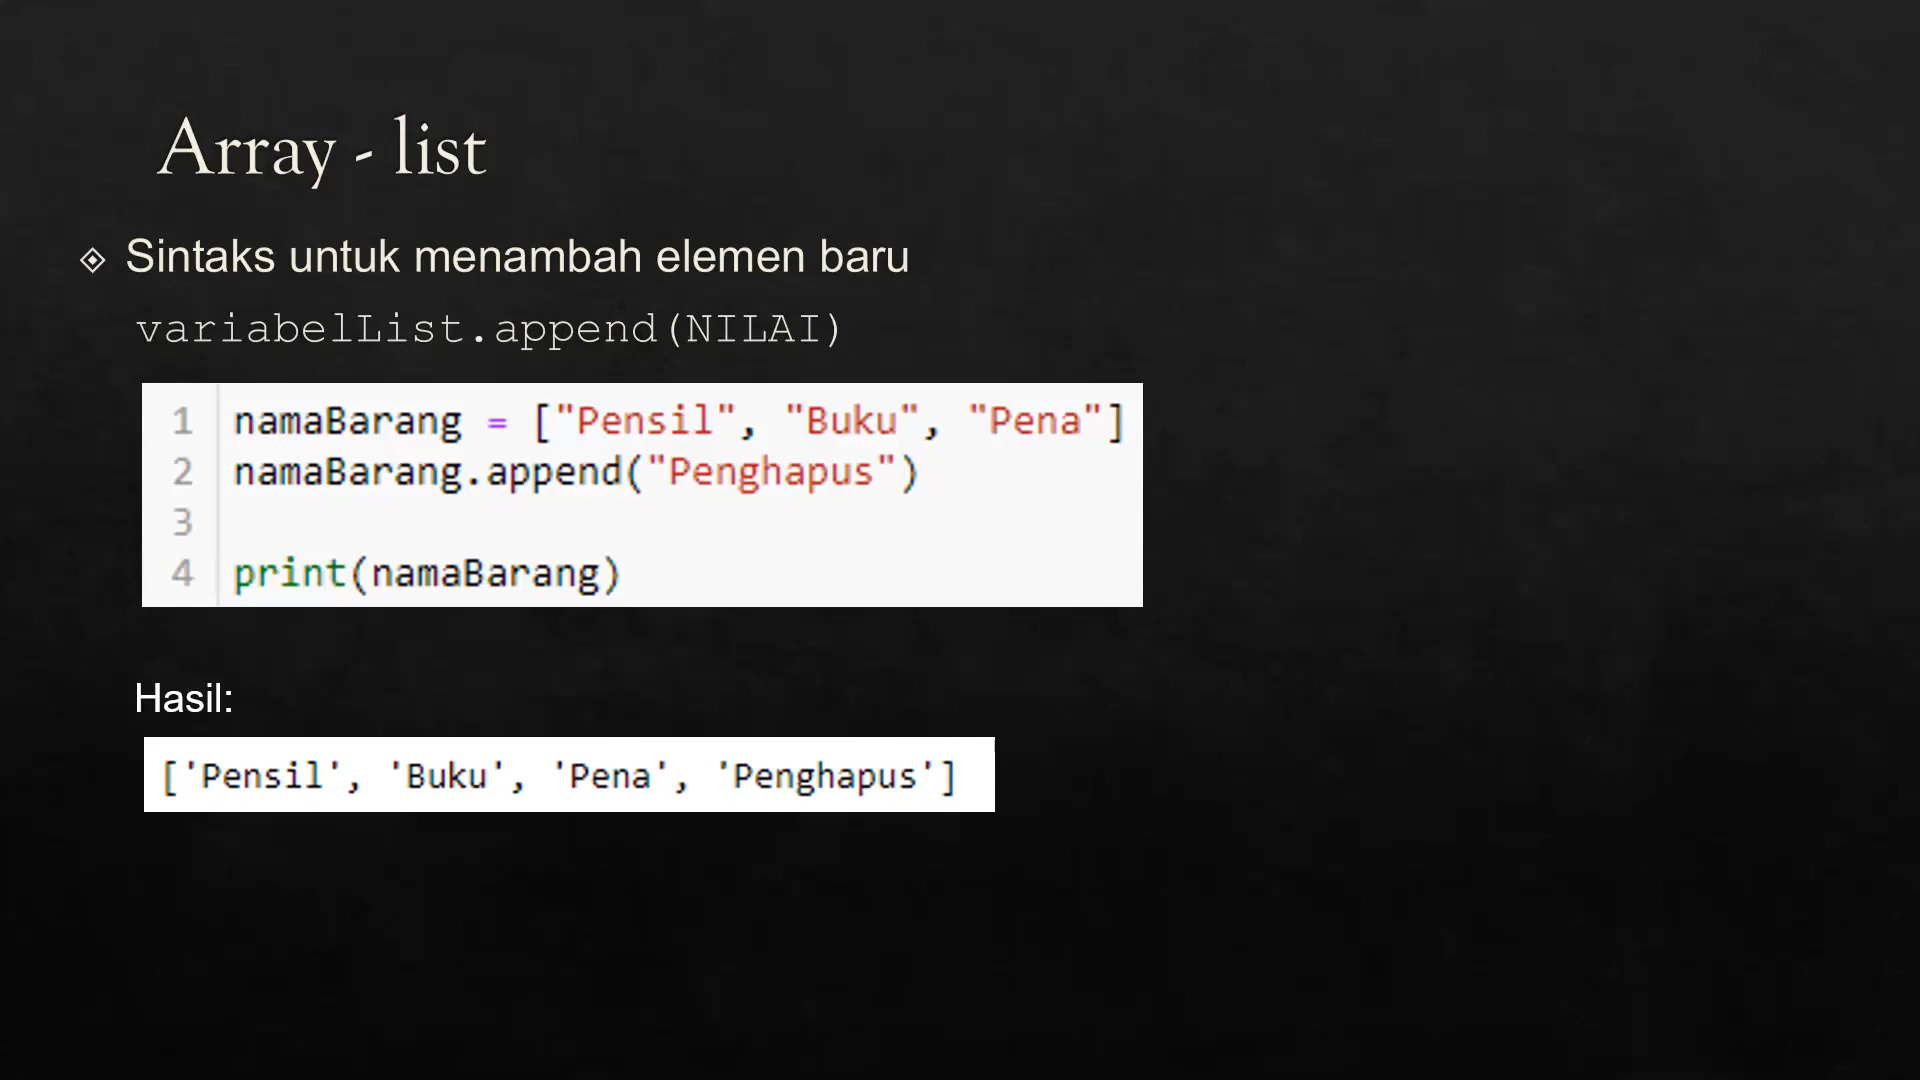 Array - list
Sintaks untuk menambah elemen baru
variabelList.append(NILAI)
1 namaBarang = ["Pensil", "Buku", "Pena"]
2 namaBarang.append("Penghapus")
3
4 print(namaBarang)
Hasil:
['Pensil', 'Buku', 'Pena', 'Penghapus']